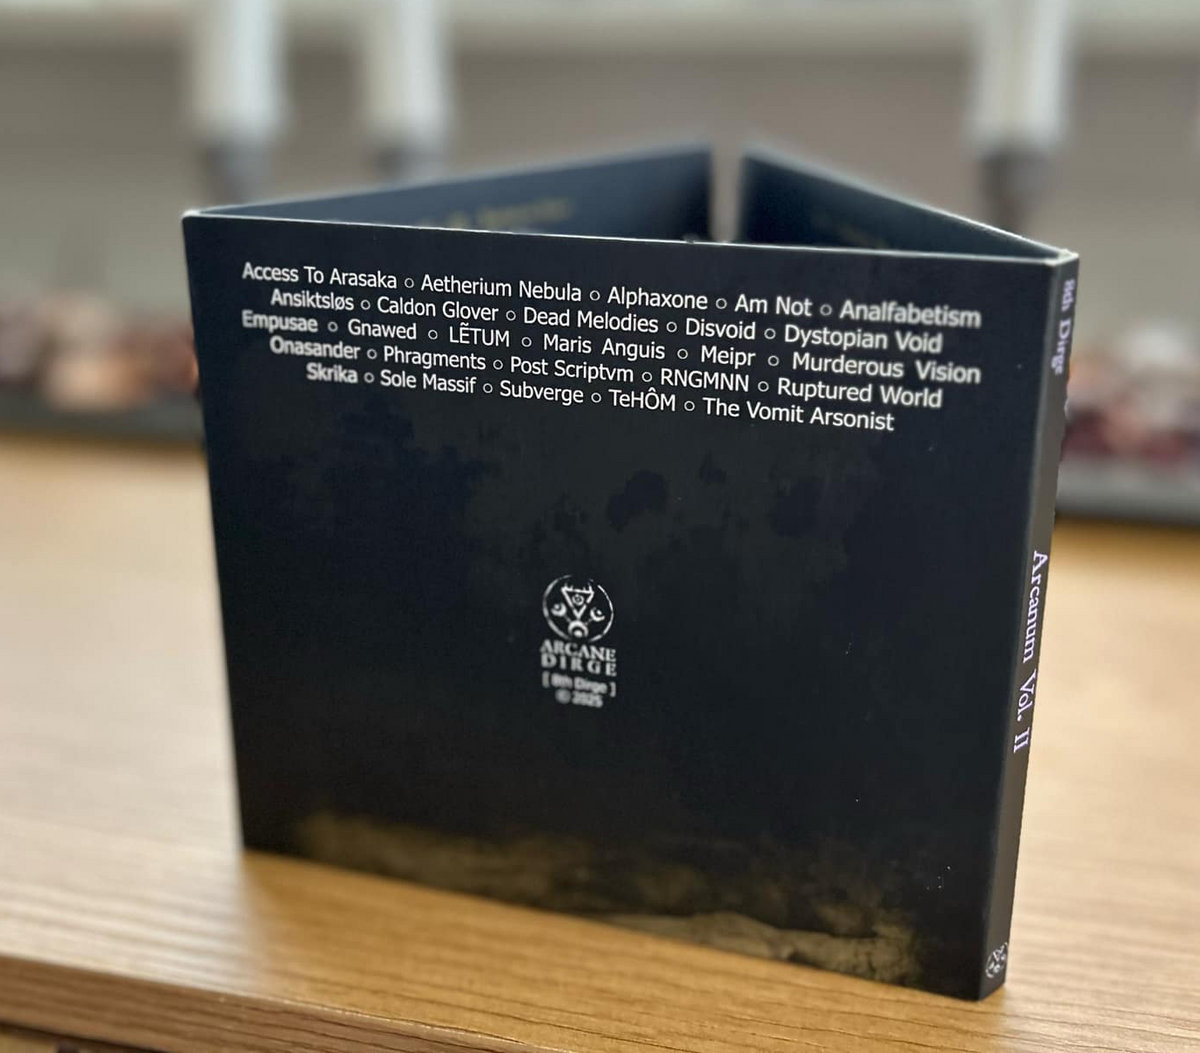 Access To Arasaka ○ Aetherium Nebula ○ Alphaxone ○ Am Not ○ Analfabetism
Ansiktsløs ○ Caldon Glover ○ Dead Melodies ○ Disvoid ○ Dystopian Void
Empusae ○ Gnawed ○ LẼTUM ○ Maris Anguis ○ Meipr ○ Murderous Vision
Onasander ○ Phragments ○ Post Scriptvm ○ RNGMNN ○ Ruptured World
Skrika ○ Sole Massif ○ Subverge ○ TeHÔM ○ The Vomit Arsonist
ARCANE
DIRGE
[ 8th Dirge ]
© 2025
8th Dirge
Arcanum Vol. II